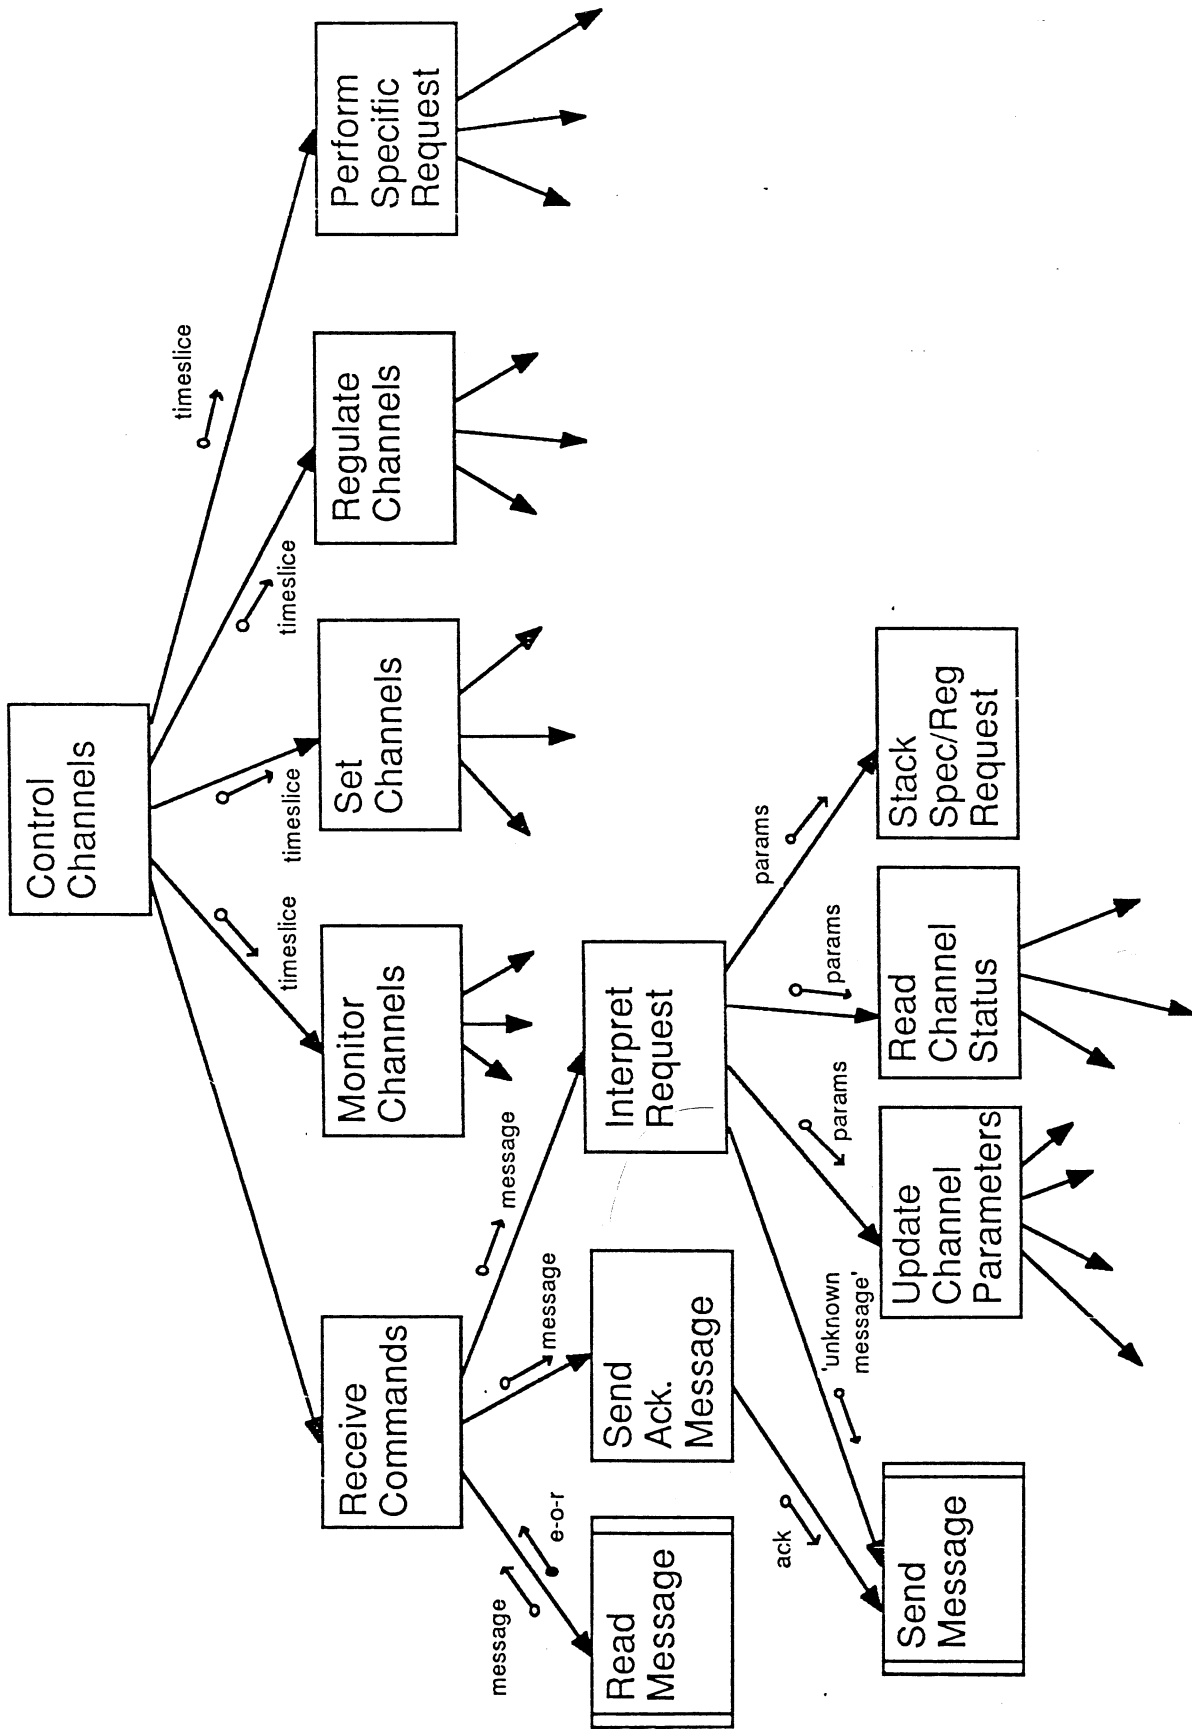 Control
Channels
timeslice
timeslice
timeslice
timeslice
Receive
Commands
Monitor
Channels
Set
Channels
Regulate
Channels
Perform
Specific
Request
message
e-o-r
message
message
Read
Message
Send
Ack.
Message
Interpret
Request
ack
'unknown
message'
params
params
params
Send
Message
Update
Channel
Parameters
Read
Channel
Status
Stack
Spec/Reg
Request